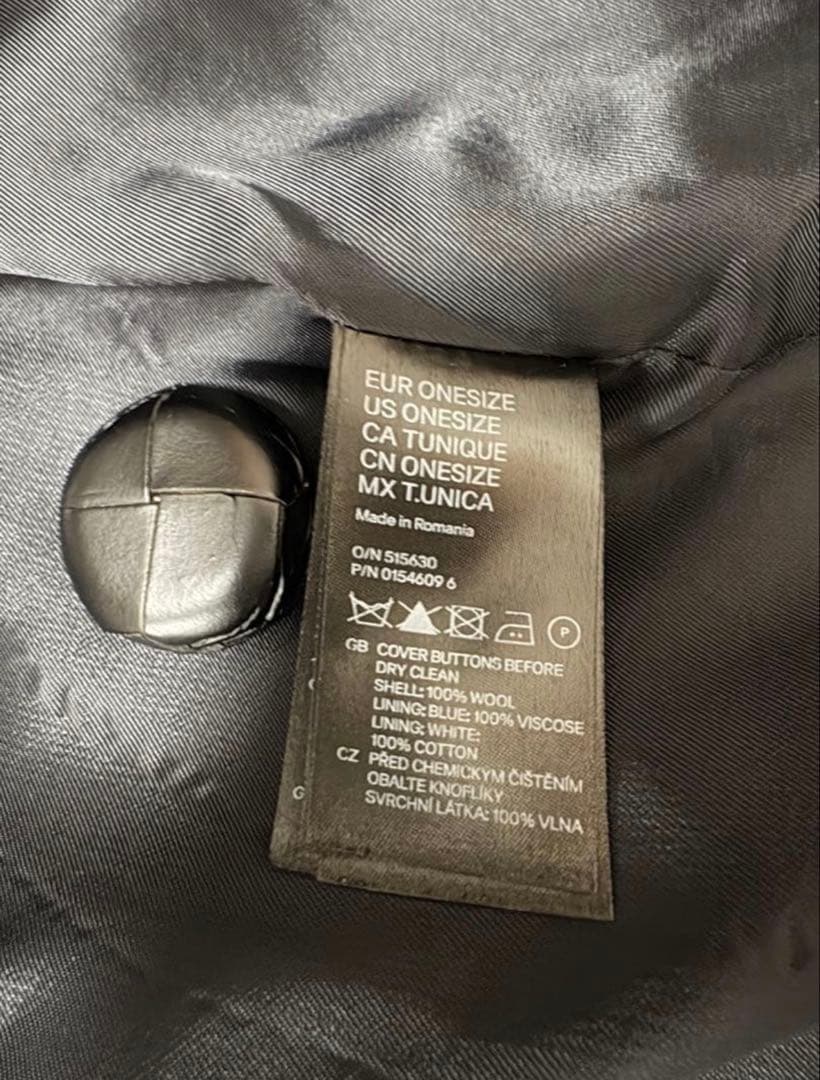 EUR ONESIZE
US ONESIZE
CA TUNIQUE
CN ONESIZE
MX T.UNICA
Made in Romania
O/N 515630
P/N 0154609 6
P
GB COVER BUTTONS BEFORE
DRY CLEAN
SHELL: 100% WOOL
LINING: BLUE: 100% VISCOSE
LINING: WHITE:
100% COTTON
CZ PŘED CHEMICKÝM ČIŠTĚNÍM
OBALTE KNOFLÍKY
SVRCHNÍ LÁTKA: 100% VLNA
G